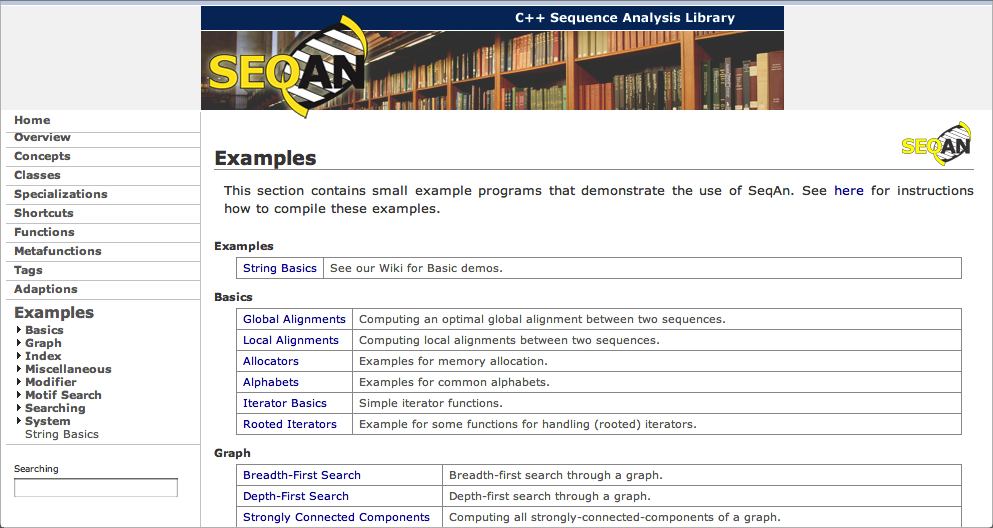 C++ Sequence Analysis Library
SEQAN
Home
Overview
Concepts
Classes
Specializations
Shortcuts
Functions
Metafunctions
Tags
Adaptions
Examples
Basics
Graph
Index
Miscellaneous
Modifier
Motif Search
Searching
System
String Basics
Searching
SEQAN
Examples
This section contains small example programs that demonstrate the use of SeqAn. See here for instructions
how to compile these examples.
Examples
String Basics See our Wiki for Basic demos.
Basics
Global Alignments Computing an optimal global alignment between two sequences.
Local Alignments Computing local alignments between two sequences.
Allocators Examples for memory allocation.
Alphabets Examples for common alphabets.
Iterator Basics Simple iterator functions.
Rooted Iterators Example for some functions for handling (rooted) iterators.
Graph
Breadth-First Search Breadth-first search through a graph.
Depth-First Search Depth-first search through a graph.
Strongly Connected Components Computing all strongly-connected-components of a graph.